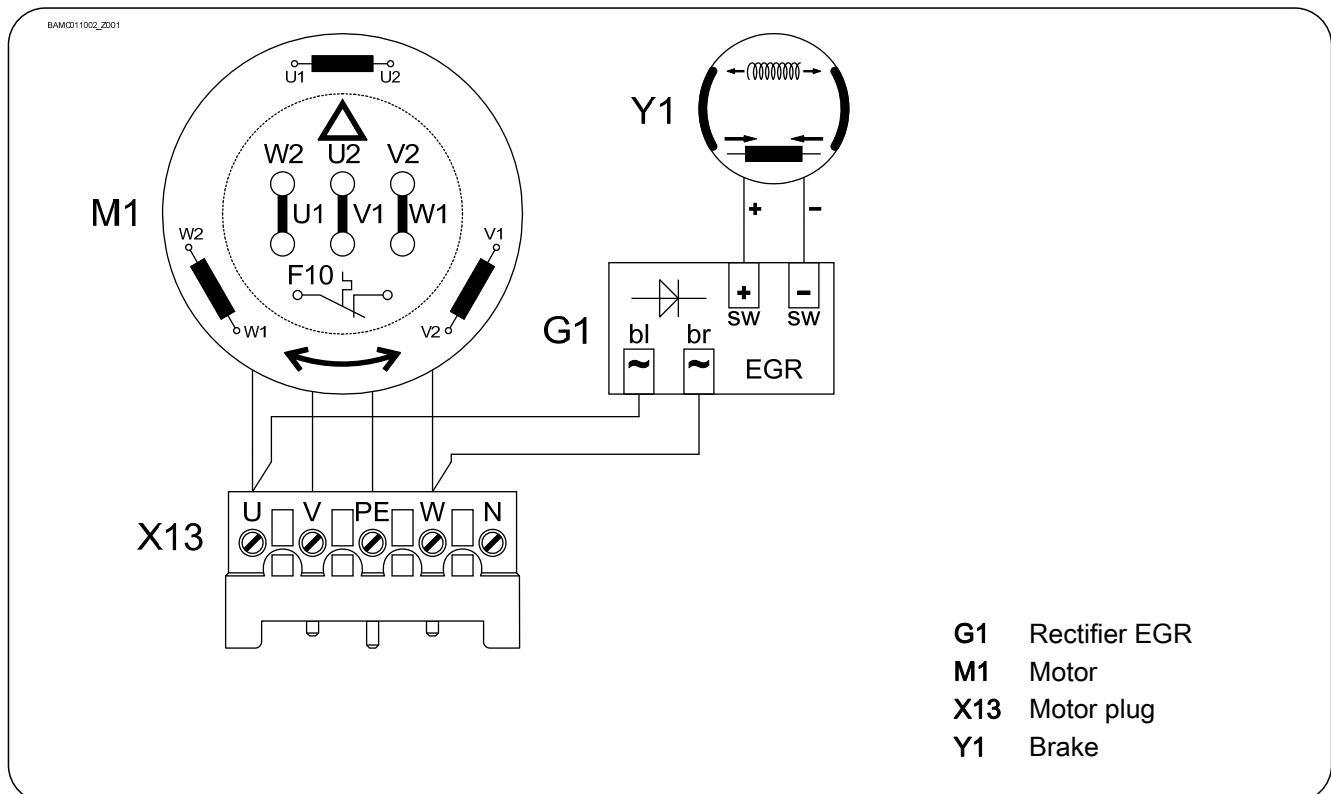 BAMC011002_Z001
U1 U2
Y1
W2 U2 V2
M1
U1 V1 W1
W2 V1
F10
W1 V2
+ -
+ -
sw sw
G1
bl br
~ ~ EGR
U V PE W N
X13
G1 Rectifier EGR
M1 Motor
X13 Motor plug
Y1 Brake